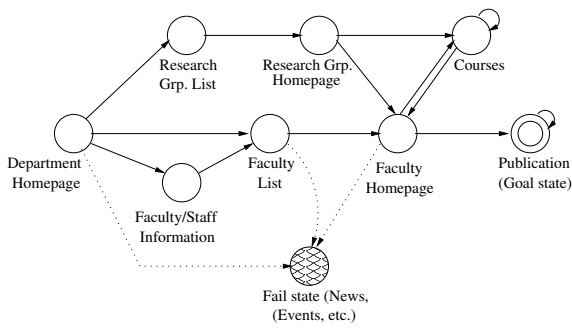 Research
Grp. List
Research Grp.
Homepage
Courses
Department
Homepage
Faculty
List
Faculty
Homepage
Publication
(Goal state)
Faculty/Staff
Information
Fail state (News,
(Events, etc.)